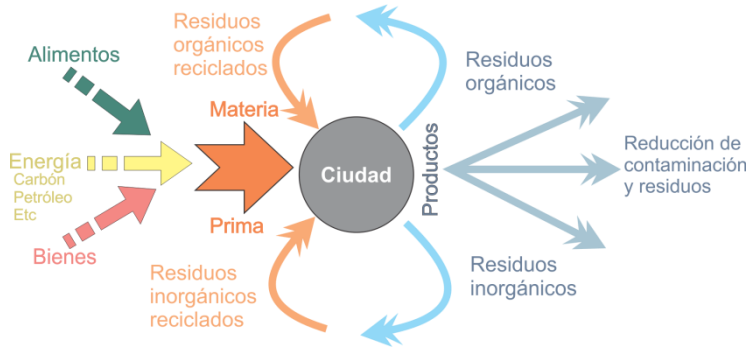 Alimentos
Energía
Carbón
Petróleo
Etc
Bienes
Residuos
orgánicos
reciclados
Materia
Prima
Residuos
inorgánicos
reciclados
Ciudad
Productos
Residuos
orgánicos
Residuos
inorgánicos
Reducción de
contaminación
y residuos